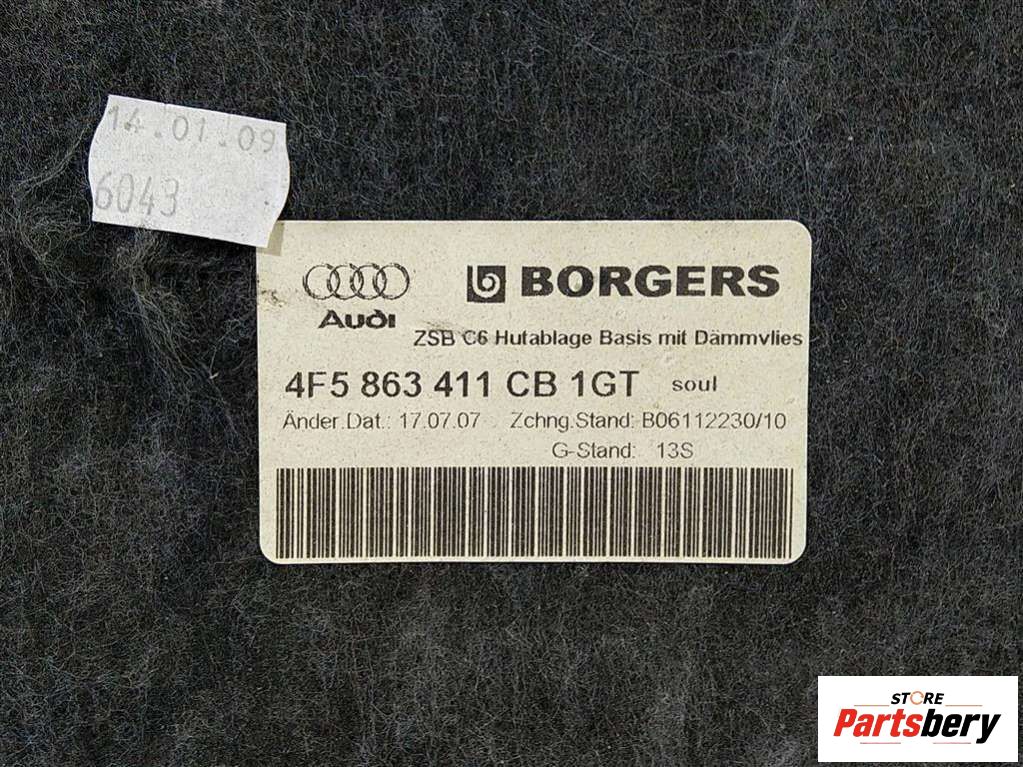 14.01.09
6043
Audi
BORGERS
ZSB C6 Hutablage Basis mit Dämmvlies
4F5 863 411 CB 1GT soul
Änder.Dat.: 17.07.07 Zchng.Stand: B06112230/10
G-Stand: 13S
STORE
Partsbery